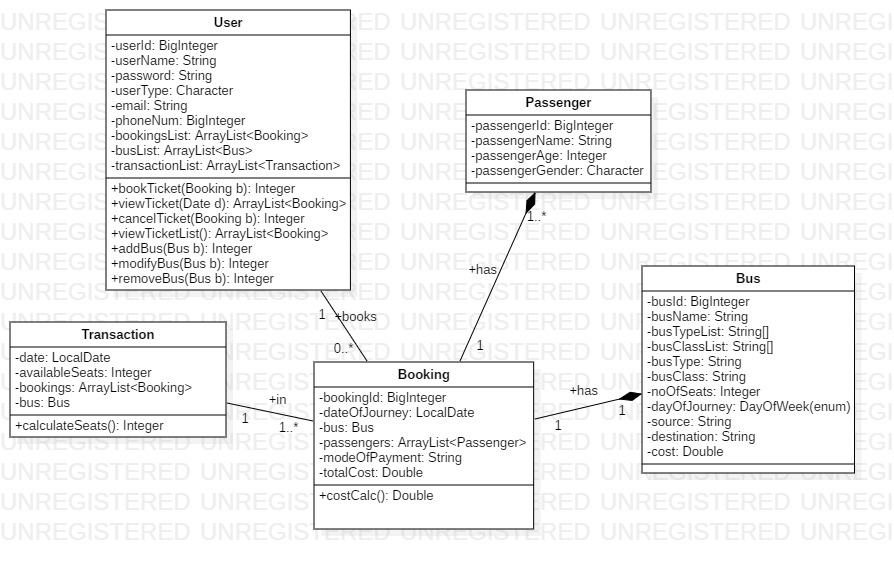 User
-userId: BigInteger
-userName: String
-password: String
-userType: Character
-email: String
-phoneNum: BigInteger
-bookingsList: ArrayList<Booking>
-busList: ArrayList<Bus>
-transactionList: ArrayList<Transaction>
+bookTicket(Booking b): Integer
+viewTicket(Date d): ArrayList<Booking>
+cancelTicket(Booking b): Integer
+viewTicketList(): ArrayList<Booking>
+addBus(Bus b): Integer
+modifyBus(Bus b): Integer
+removeBus(Bus b): Integer
Passenger
-passengerId: BigInteger
-passengerName: String
-passengerAge: Integer
-passengerGender: Character
1..*
+has
1
1
+books
0..*
Transaction
-date: LocalDate
-availableSeats: Integer
-bookings: ArrayList<Booking>
-bus: Bus
+calculateSeats(): Integer
+in
1
1..*
Booking
-bookingId: BigInteger
-dateOfJourney: LocalDate
-bus: Bus
-passengers: ArrayList<Passenger>
-modeOfPayment: String
-totalCost: Double
+costCalc(): Double
+has
1
1
Bus
-busId: BigInteger
-busName: String
-busTypeList: String[]
-busClassList: String[]
-busType: String
-busClass: String
-noOfSeats: Integer
-dayOfJourney: DayOfWeek(enum)
-source: String
-destination: String
-cost: Double
UNREGISTERED UNREGISTERED UNREGISTERED UNREGISTERED UNREGISTERED